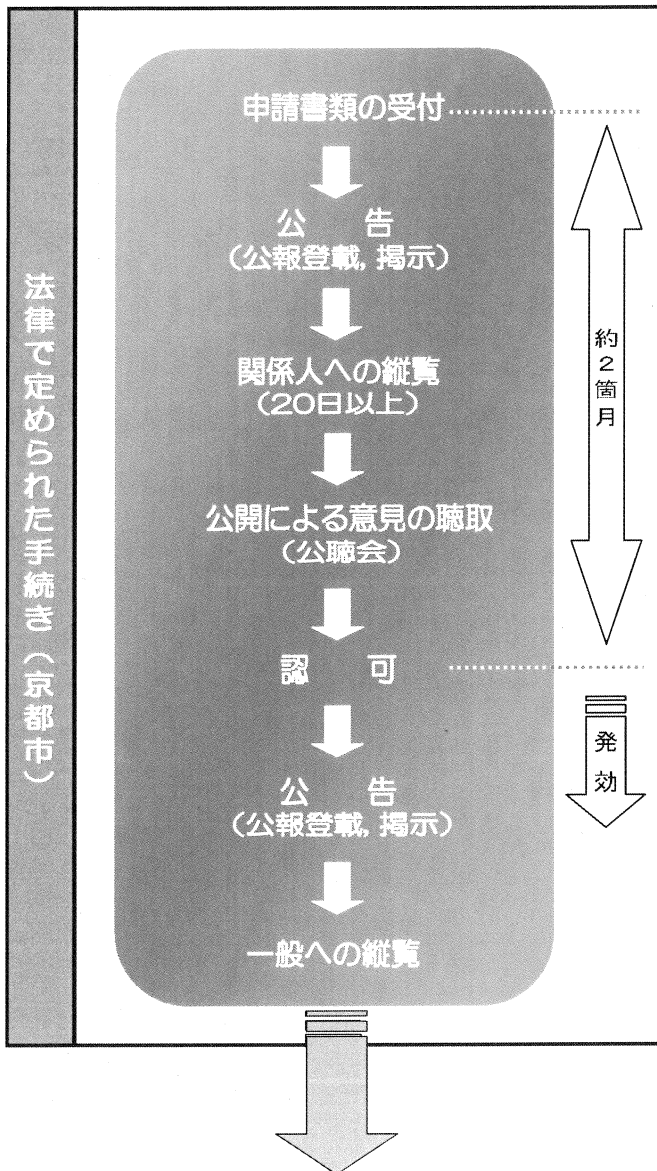 法律で定められた手続き（京都市）
申請書類の受付
公　　告
（公報登載，掲示）
関係人への縦覧
（20日以上）
公開による意見の聴取
（公聴会）
認　　可
公　　告
（公報登載，掲示）
一般への縦覧
約2箇月
発効